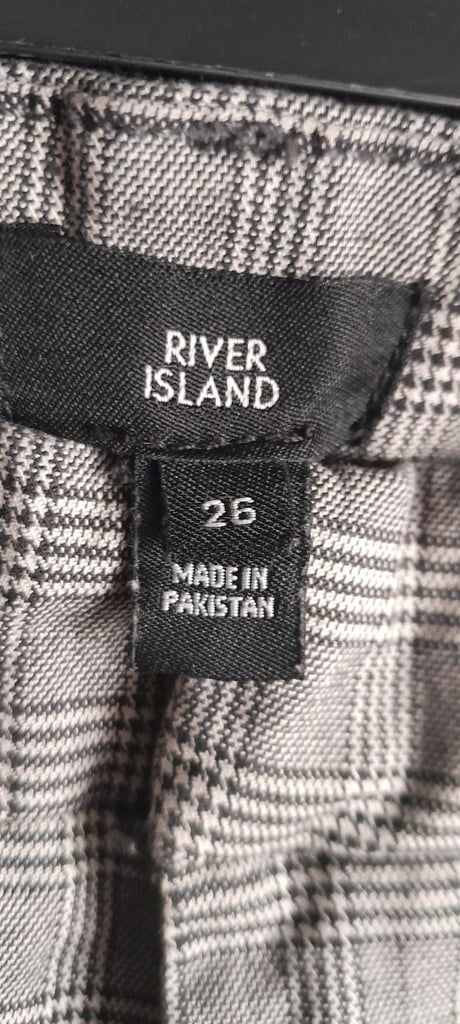 RIVER
ISLAND
26
MADE IN
PAKISTAN